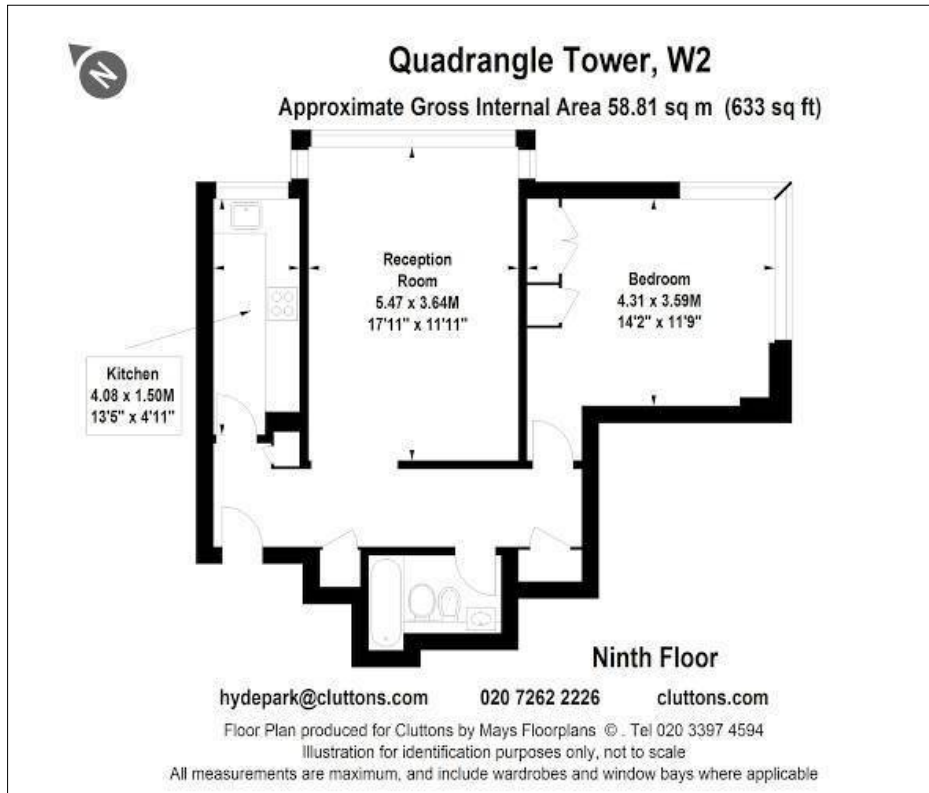 N
Quadrangle Tower, W2
Approximate Gross Internal Area 58.81 sq m (633 sq ft)
Reception
Room
5.47 x 3.64M
17'11" x 11'11"
Bedroom
4.31 x 3.59M
14'2" x 11'9"
Kitchen
4.08 x 1.50M
13'5" x 4'11"
Ninth Floor
hydepark@cluttons.com 020 7262 2226 cluttons.com
Floor Plan produced for Cluttons by Mays Floorplans © . Tel 020 3397 4594
Illustration for identification purposes only, not to scale
All measurements are maximum, and include wardrobes and window bays where applicable